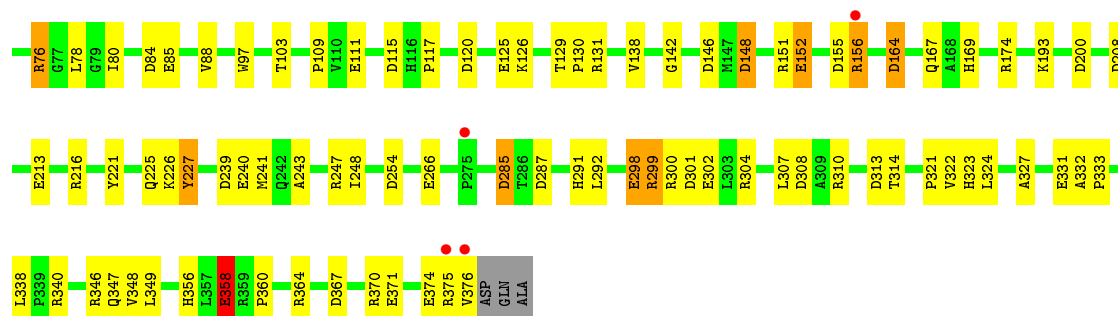 R76 G77 L78 G79 I80 D84 E85 V88 W97 T103 P109 V110 E111 D115 H116 P117 D120 E125 K126 T129 P130 R131 V138 G142 D146 M147 D148 R151 E152 D155 R156 D164 Q167 A168 H169 R174 K193 D200 D208
E213 R216 Y221 Q225 K226 Y227 D239 E240 M241 Q242 A243 R247 I248 D254 E266 P275 D285 T286 D287 H291 L292 E298 R299 R300 D301 E302 L303 R304 L307 D308 A309 R310 D313 T314 P321 V322 H323 L324 A327 E331 A332 P333
L338 P339 R340 R346 Q347 V348 L349 H356 L357 E358 R359 P360 R364 D367 R370 E371 E374 R375 V376 ASP GLN ALA